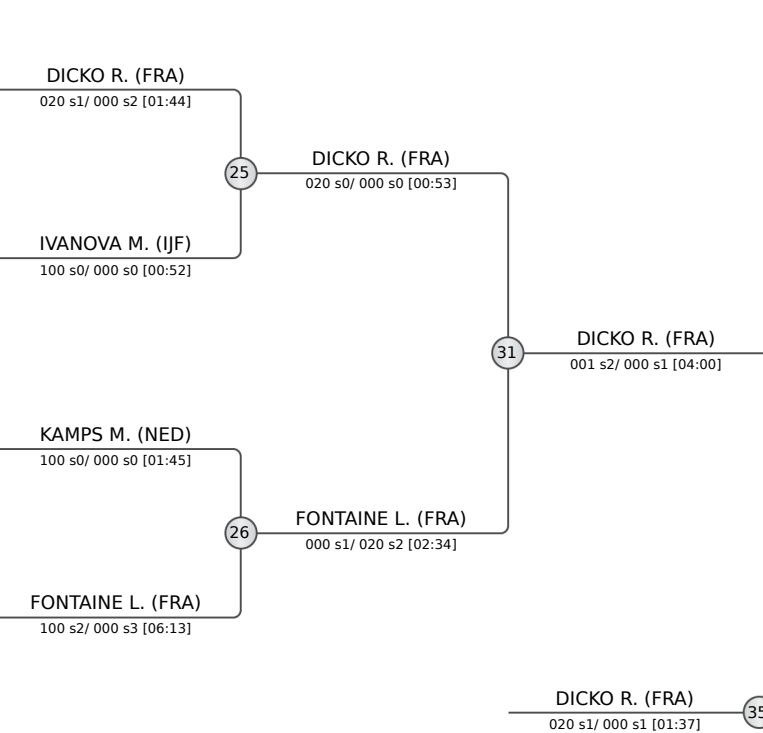 DICKO R. (FRA)
020 s1/ 000 s2 [01:44]
25
DICKO R. (FRA)
020 s0/ 000 s0 [00:53]
IVANOVA M. (IJF)
100 s0/ 000 s0 [00:52]
31
DICKO R. (FRA)
001 s2/ 000 s1 [04:00]
KAMPS M. (NED)
100 s0/ 000 s0 [01:45]
26
FONTAINE L. (FRA)
000 s1/ 020 s2 [02:34]
FONTAINE L. (FRA)
100 s2/ 000 s3 [06:13]
DICKO R. (FRA)
020 s1/ 000 s1 [01:37]
35